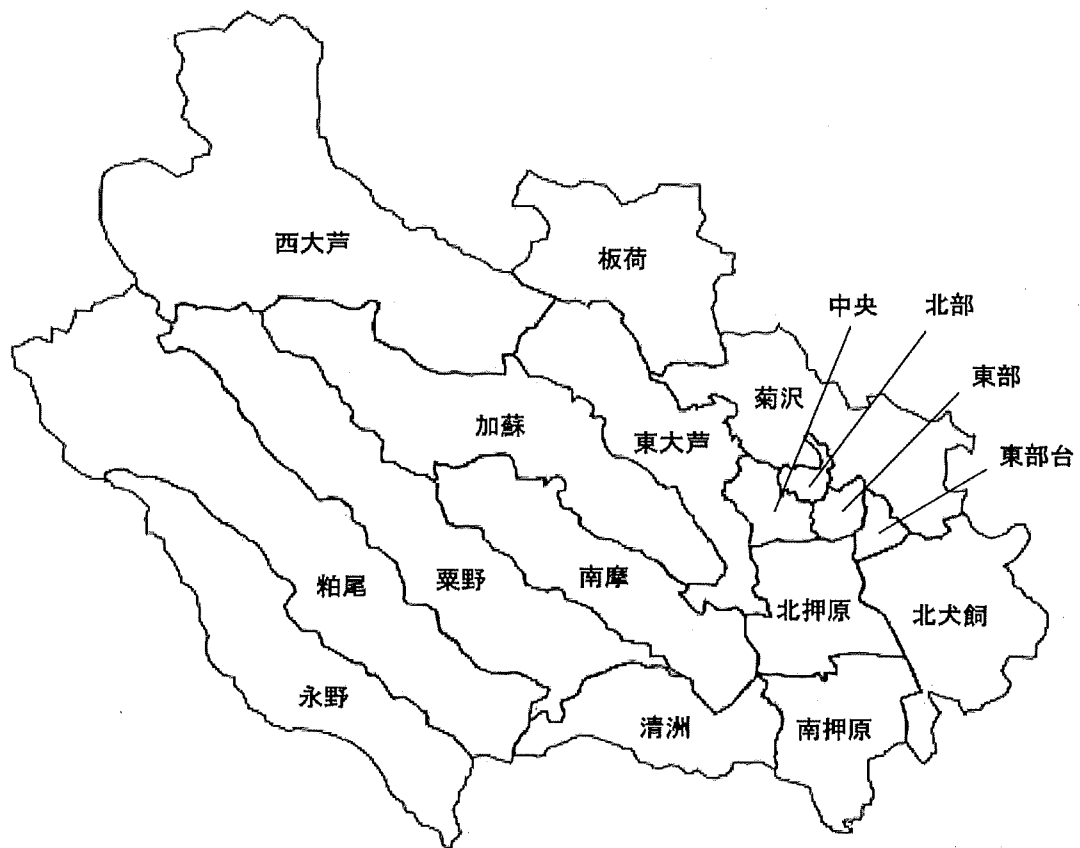 西大芦
板荷
中央
北部
東部
菊沢
加蘇
東大芦
東部台
粕尾
粟野
南摩
北押原
北犬飼
永野
清洲
南押原